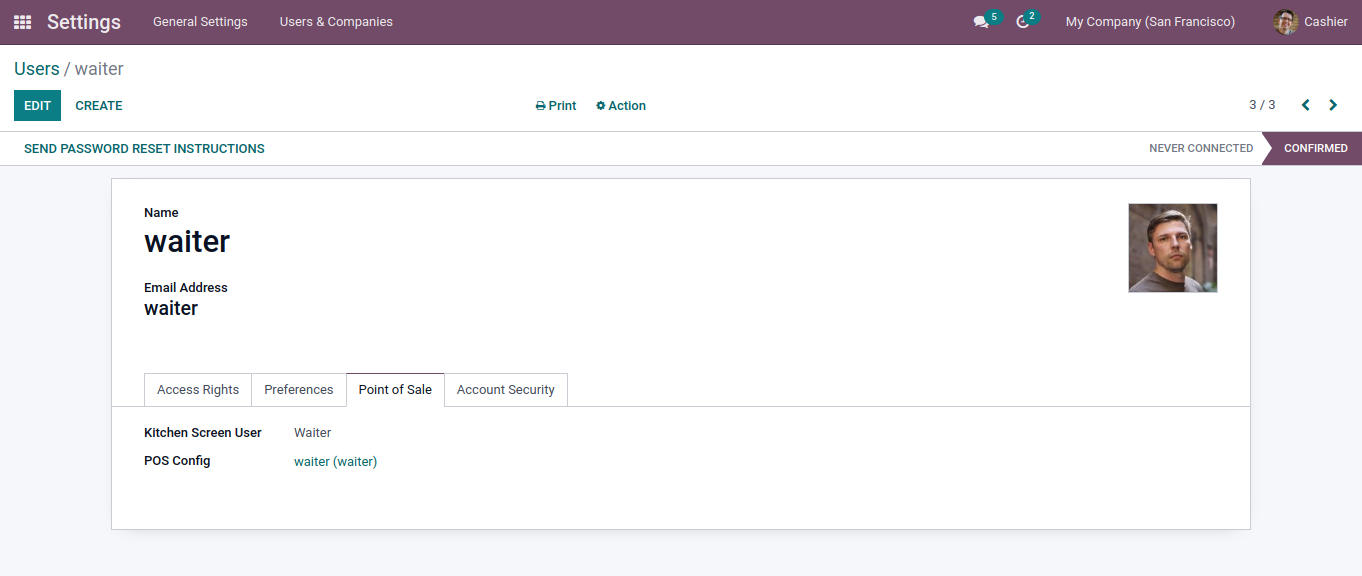 Settings General Settings Users & Companies 5 2 My Company (San Francisco) Cashier
Users / waiter
EDIT CREATE Print Action 3 / 3
SEND PASSWORD RESET INSTRUCTIONS NEVER CONNECTED CONFIRMED
Name
waiter
Email Address
waiter
Access Rights Preferences Point of Sale Account Security
Kitchen Screen User Waiter
POS Config waiter (waiter)